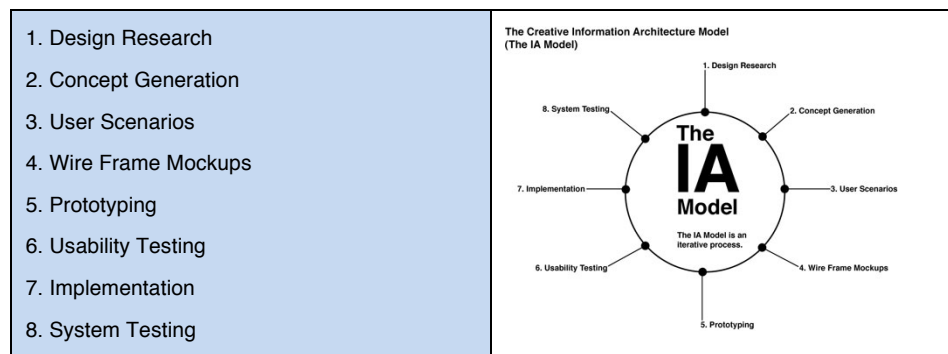 1. Design Research
2. Concept Generation
3. User Scenarios
4. Wire Frame Mockups
5. Prototyping
6. Usability Testing
7. Implementation
8. System Testing
The Creative Information Architecture Model
(The IA Model)
1. Design Research
8. System Testing
2. Concept Generation
The
IA
Model
7. Implementation
3. User Scenarios
The IA Model is an
iterative process.
6. Usability Testing
4. Wire Frame Mockups
5. Prototyping